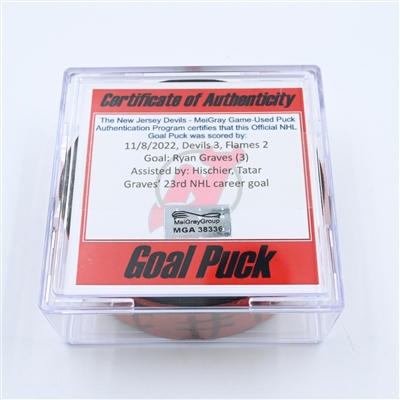 Certificate of Authenticity
The New Jersey Devils - MeiGray Game-Used Puck
Authentication Program certifies that this Official NHL
Goal Puck was scored by:
11/8/2022, Devils 3, Flames 2
Goal: Ryan Graves (3)
Assisted by: Hischier, Tatar
Graves' 23rd NHL career goal
MeiGrayGroup
MGA 38336
Goal Puck